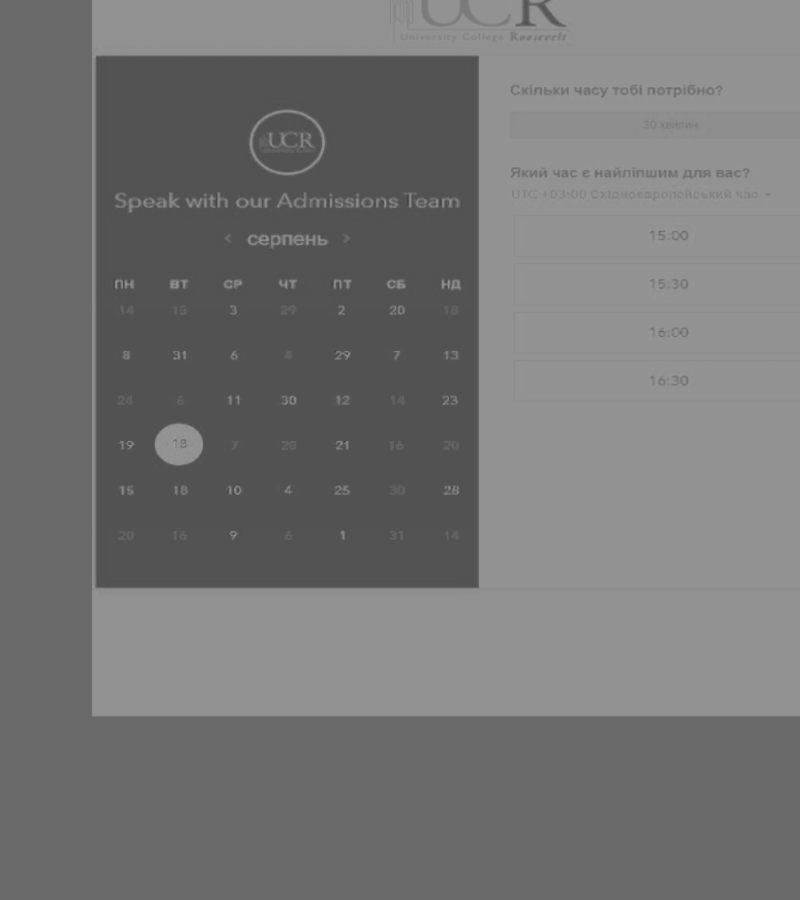 UCR
University College Roosevelt
UCR
Speak with our Admissions Team
< серпень >
ПН ВТ СР ЧТ ПТ СБ НД
14 15 3 29 2 20 18
8 31 6 4 29 7 13
24 6 11 30 12 14 23
19 18 7 28 21 16 20
15 18 10 4 25 30 28
20 16 9 6 1 31 14
Скільки часу тобі потрібно?
30 хвилин
Який час є найліпшим для вас?
UTC +03:00 Східноєвропейський час
15:00
15:30
16:00
16:30